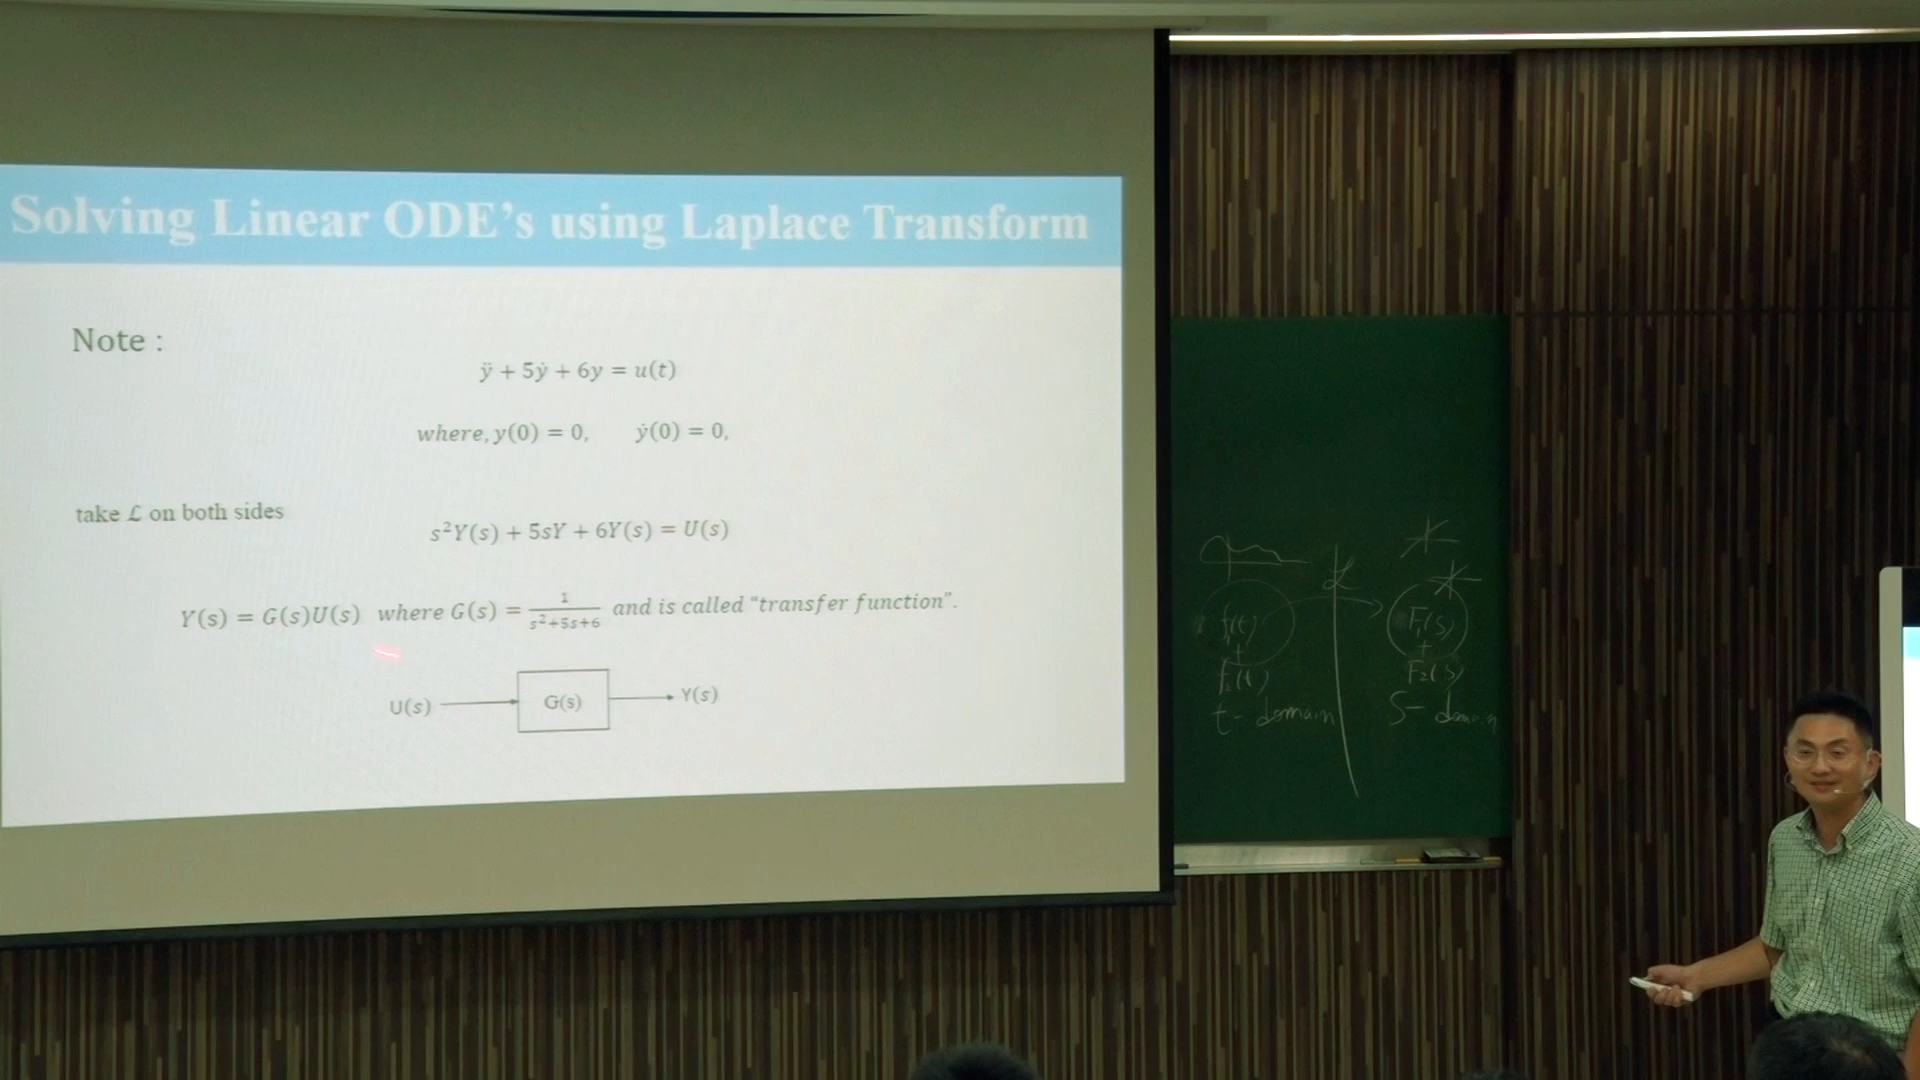 Solving Linear ODE’s using Laplace Transform
Note :
ÿ + 5ẏ + 6y = u(t)
where, y(0) = 0, ẏ(0) = 0,
take ℒ on both sides
s²Y(s) + 5sY + 6Y(s) = U(s)
Y(s) = G(s)U(s) where G(s) = 1/(s²+5s+6) and is called “transfer function”.
U(s) G(s) Y(s)
ℒ
f₁(t) F₁(s)
+ +
f₂(t) F₂(s)
t - domain S - domain